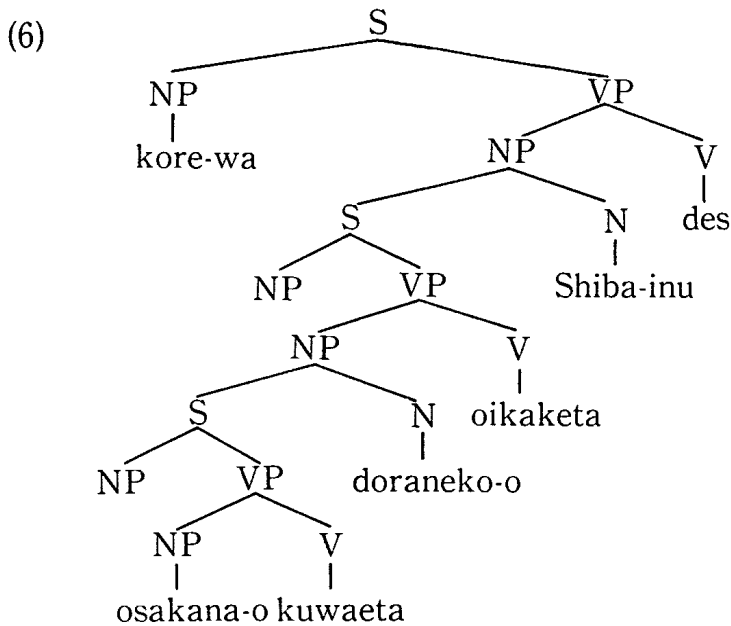 (6) S
NP VP
kore-wa NP V
S N des
NP VP Shiba-inu
NP V
S N oikaketa
NP VP doraneko-o
NP V
osakana-o kuwaeta